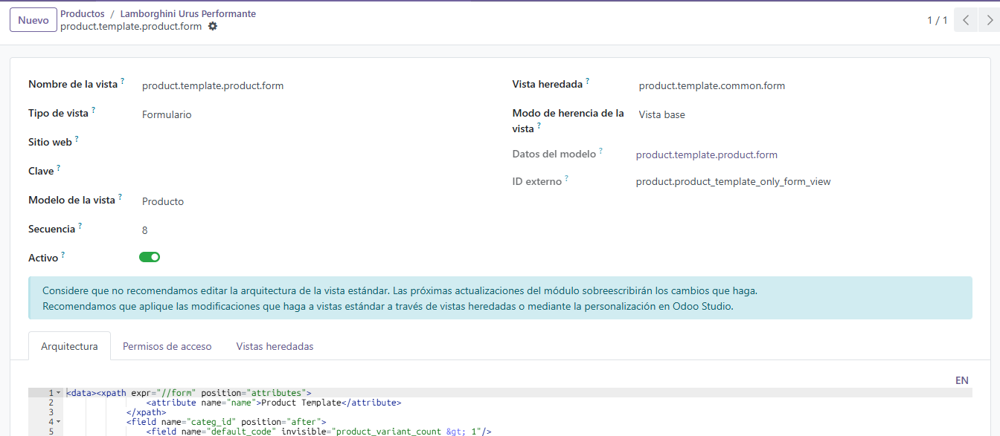 Nuevo
Productos / Lamborghini Urus Performante
product.template.product.form
1 / 1
Nombre de la vista ? product.template.product.form
Tipo de vista ? Formulario
Sitio web ?
Clave ?
Modelo de la vista ? Producto
Secuencia ? 8
Activo ?
Vista heredada ? product.template.common.form
Modo de herencia de la
vista ? Vista base
Datos del modelo ? product.template.product.form
ID externo ? product.product_template_only_form_view
Considere que no recomendamos editar la arquitectura de la vista estándar. Las próximas actualizaciones del módulo sobreescribirán los cambios que haga.
Recomendamos que aplique las modificaciones que haga a vistas estándar a través de vistas heredadas o mediante la personalización en Odoo Studio.
Arquitectura Permisos de acceso Vistas heredadas
EN
1 <data><xpath expr="//form" position="attributes">
2 <attribute name="name">Product Template</attribute>
3 </xpath>
4 <field name="categ_id" position="after">
5 <field name="default_code" invisible="product_variant_count &gt; 1"/>